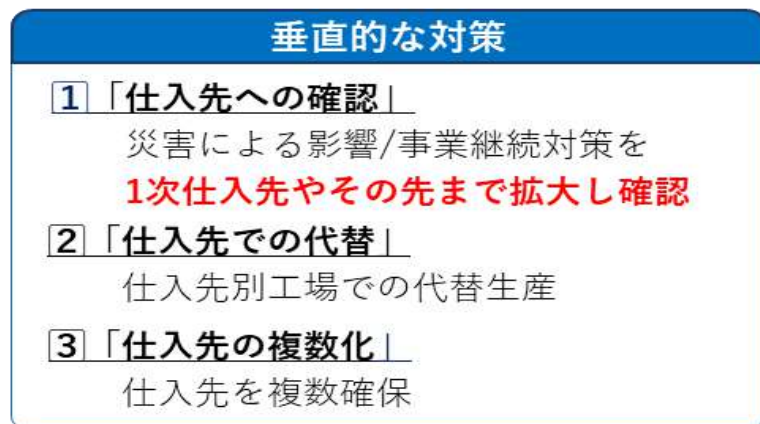 垂直的な対策
1「仕入先への確認」
災害による影響/事業継続対策を
1次仕入先やその先まで拡大し確認
2「仕入先での代替」
仕入先別工場での代替生産
3「仕入先の複数化」
仕入先を複数確保